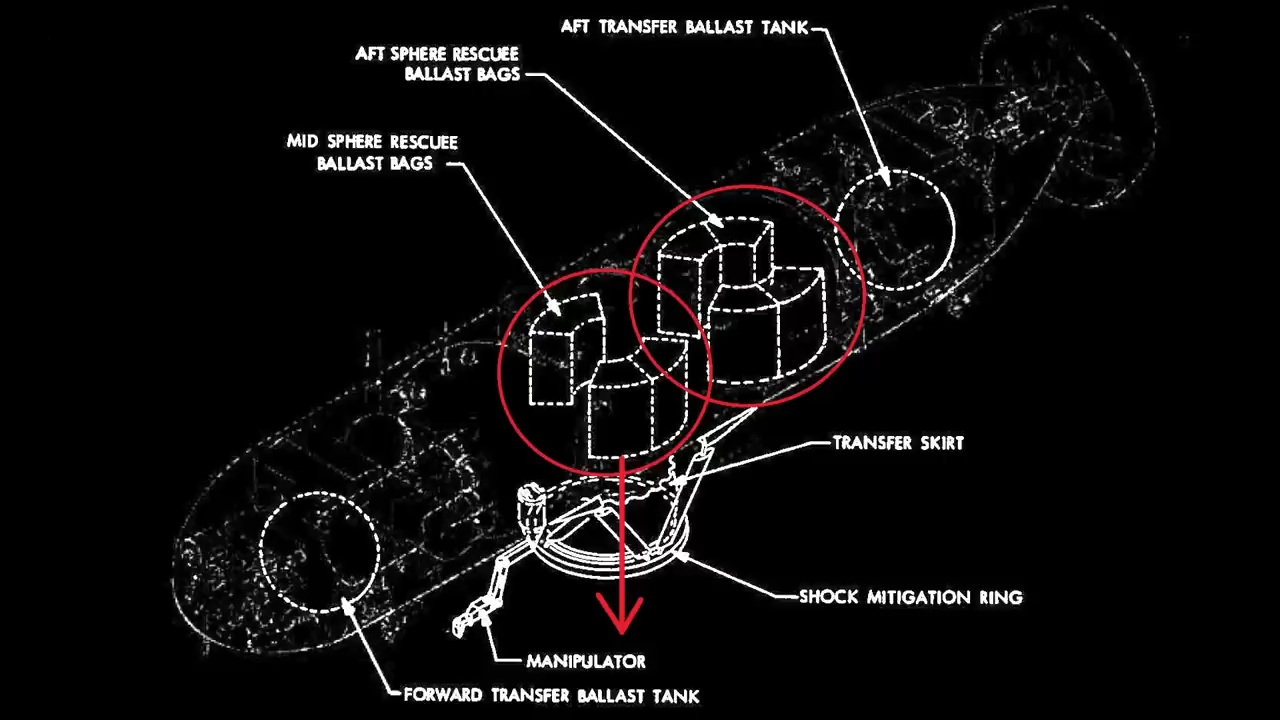 AFT TRANSFER BALLAST TANK
AFT SPHERE RESCUEE
BALLAST BAGS
MID SPHERE RESCUEE
BALLAST BAGS
TRANSFER SKIRT
SHOCK MITIGATION RING
MANIPULATOR
FORWARD TRANSFER BALLAST TANK